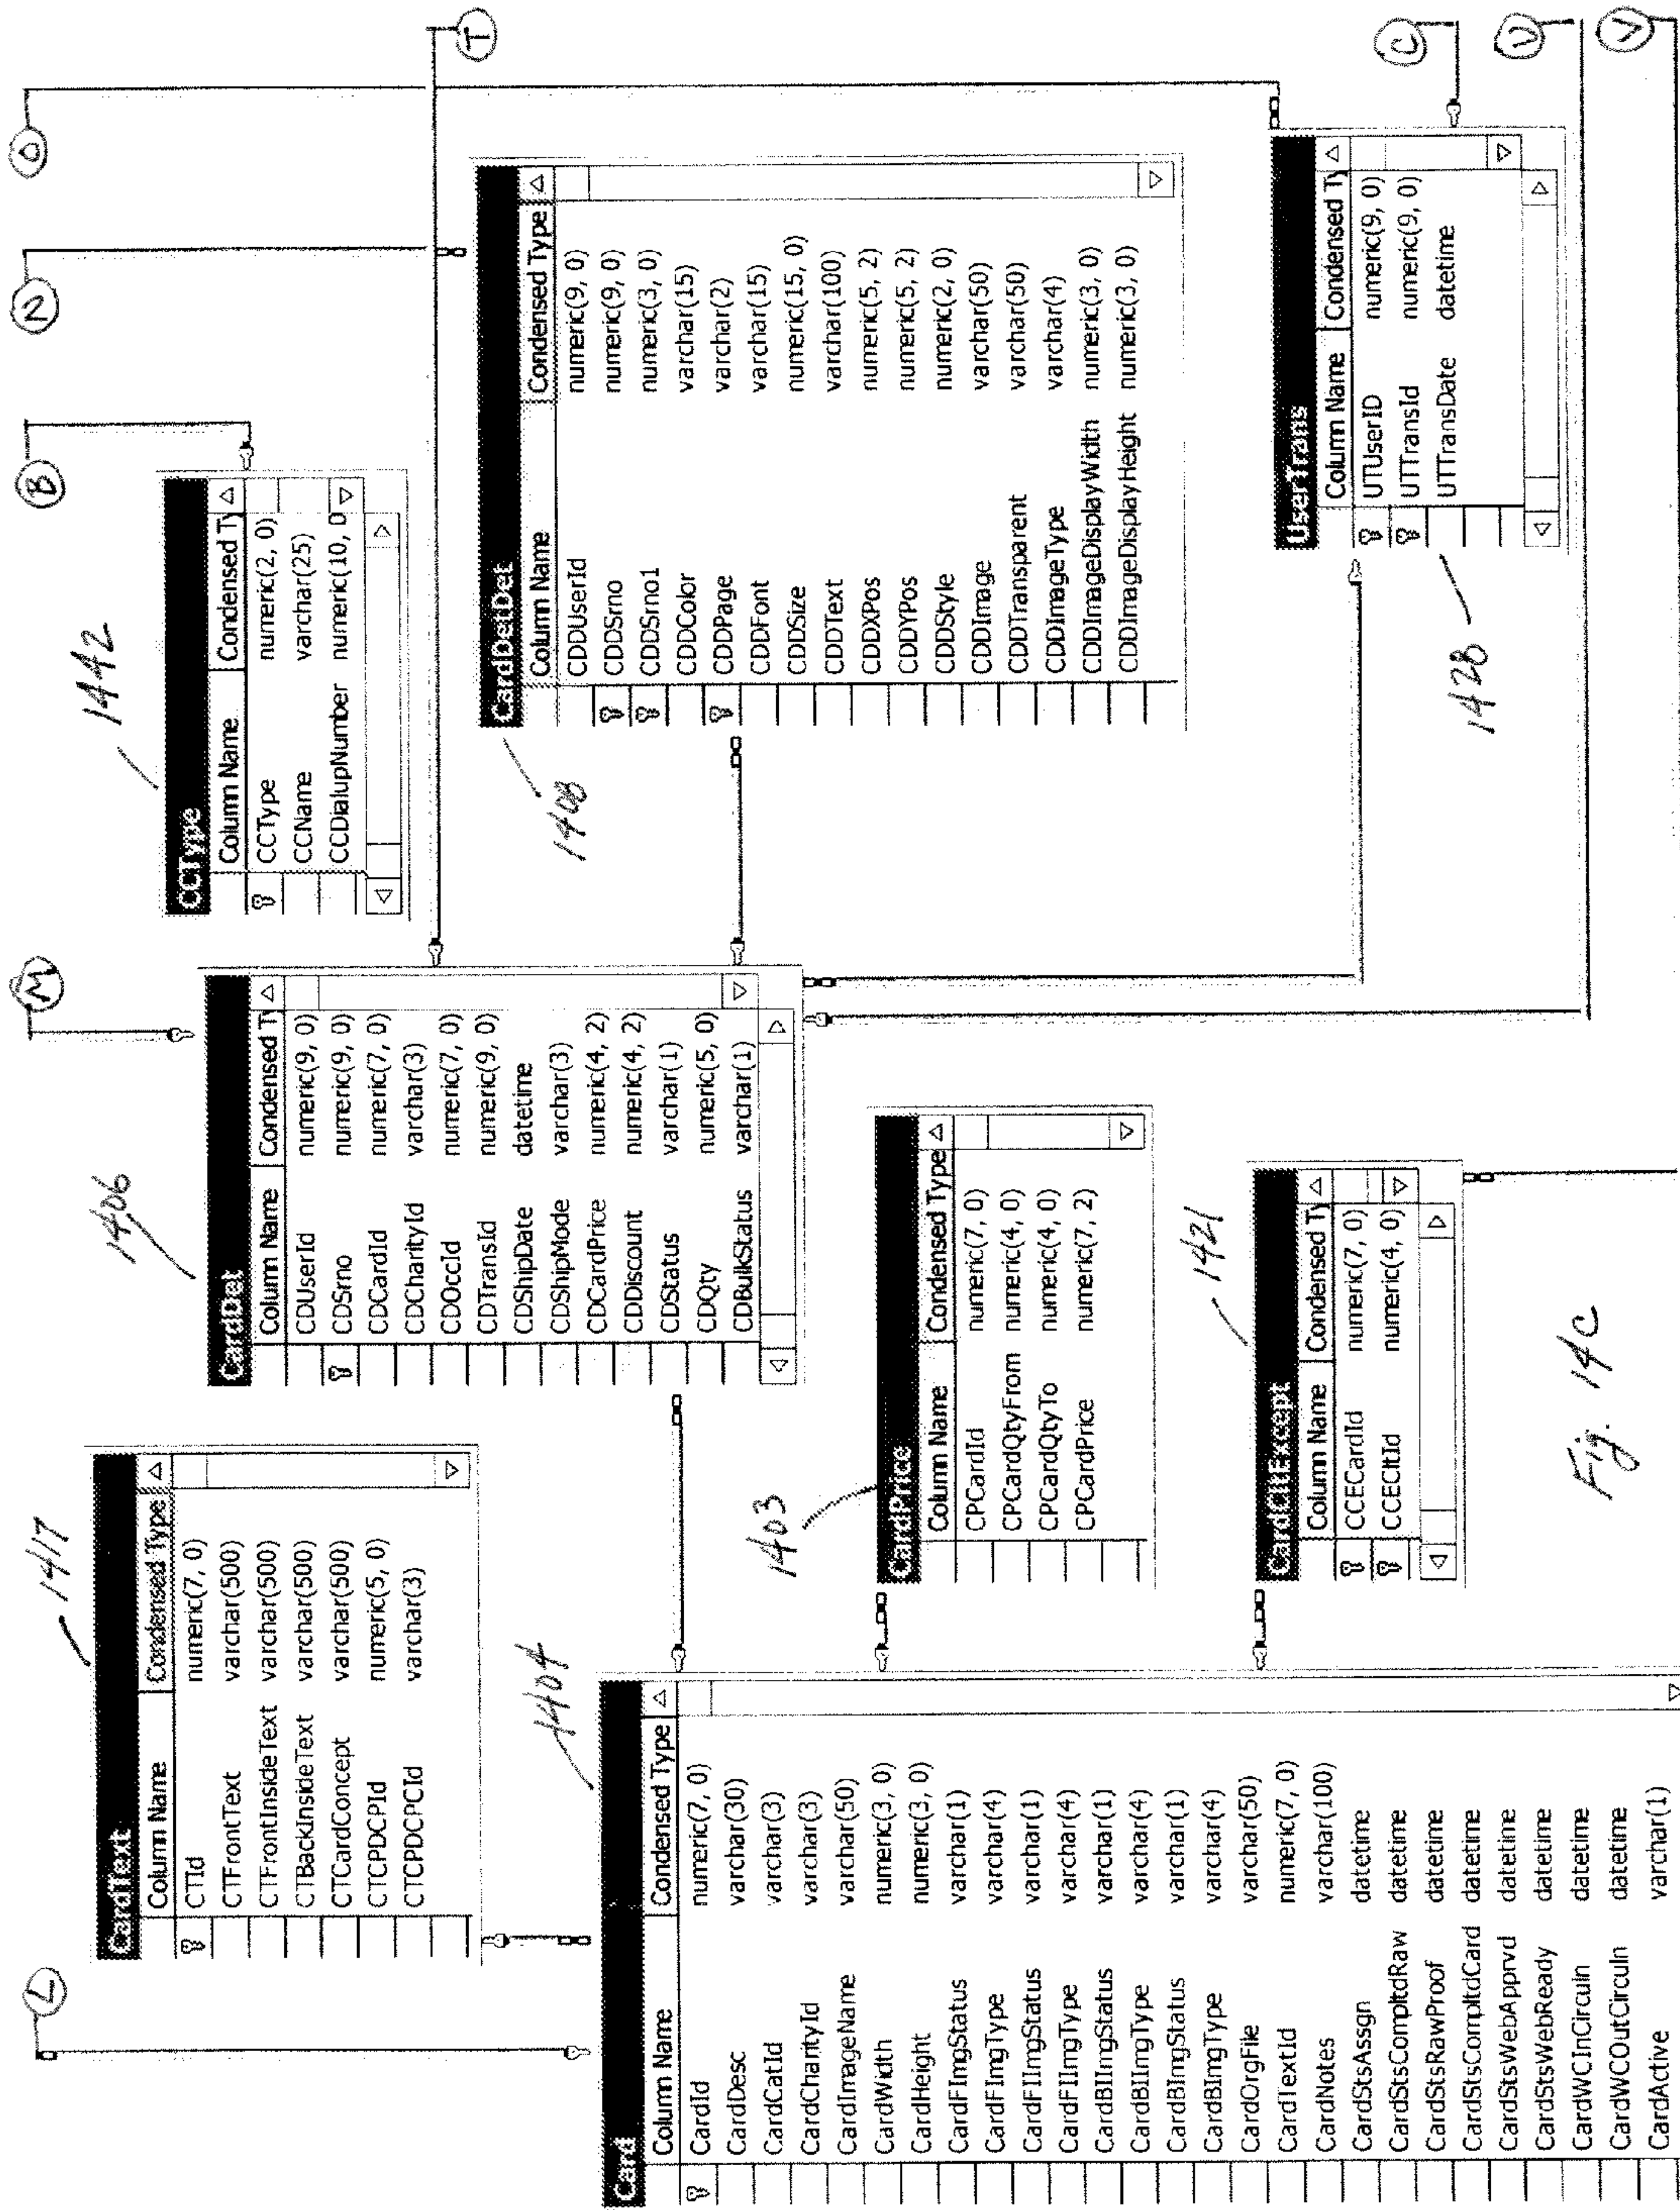 L
M
B
N
O
T
C
V
Y
1417
CardText
Column Name Condensed Type
CTId numeric(7, 0)
CTFrontText varchar(500)
CTFrontInsideText varchar(500)
CTBackInsideText varchar(500)
CTCardConcept varchar(500)
CTCPDCPId numeric(5, 0)
CTCPDCPCId varchar(3)
1406
CardDet
Column Name Condensed Ty
CDUserId numeric(9, 0)
CDSrno numeric(9, 0)
CDCardId numeric(7, 0)
CDCharityId varchar(3)
CDOccId numeric(7, 0)
CDTransId numeric(9, 0)
CDShipDate datetime
CDShipMode varchar(3)
CDCardPrice numeric(4, 2)
CDDiscount numeric(4, 2)
CDStatus varchar(1)
CDQty numeric(5, 0)
CDBulkStatus varchar(1)
1442
CCType
Column Name Condensed Ty
CCType numeric(2, 0)
CCName varchar(25)
CCDialupNumber numeric(10, 0
1408
CardDetDet
Column Name Condensed Type
CDDUserId numeric(9, 0)
CDDSrno numeric(9, 0)
CDDSrno1 numeric(3, 0)
CDDColor varchar(15)
CDDPage varchar(2)
CDDFont varchar(15)
CDDSize numeric(15, 0)
CDDText varchar(100)
CDDXPos numeric(5, 2)
CDDYPos numeric(5, 2)
CDDStyle numeric(2, 0)
CDDImage varchar(50)
CDDTransparent varchar(50)
CDDImageType varchar(4)
CDDImageDisplayWidth numeric(3, 0)
CDDImageDisplayHeight numeric(3, 0)
1404
Card
Column Name Condensed Type
CardId numeric(7, 0)
CardDesc varchar(30)
CardCatId varchar(3)
CardCharityId varchar(3)
CardImageName varchar(50)
CardWidth numeric(3, 0)
CardHeight numeric(3, 0)
CardFImgStatus varchar(1)
CardFImgType varchar(4)
CardFIImgStatus varchar(1)
CardFIImgType varchar(4)
CardBIImgStatus varchar(1)
CardBIImgType varchar(4)
CardBImgStatus varchar(1)
CardBImgType varchar(4)
CardOrgFile varchar(50)
CardTextId numeric(7, 0)
CardNotes varchar(100)
CardStsAssgn datetime
CardStsCompltdRaw datetime
CardStsRawProof datetime
CardStsCompltdCard datetime
CardStsWebApprvd datetime
CardStsWebReady datetime
CardWCInCirculn datetime
CardWCOutCirculn datetime
CardActive varchar(1)
1403
CardPrice
Column Name Condensed Type
CPCardId numeric(7, 0)
CPCardQtyFrom numeric(4, 0)
CPCardQtyTo numeric(4, 0)
CPCardPrice numeric(7, 2)
1421
CardCltExcept
Column Name Condensed Ty
CCECardId numeric(7, 0)
CCECltId numeric(4, 0)
1428
UserTrans
Column Name Condensed Ty
UTUserID numeric(9, 0)
UTTransId numeric(9, 0)
UTTransDate datetime
Fig. 14C